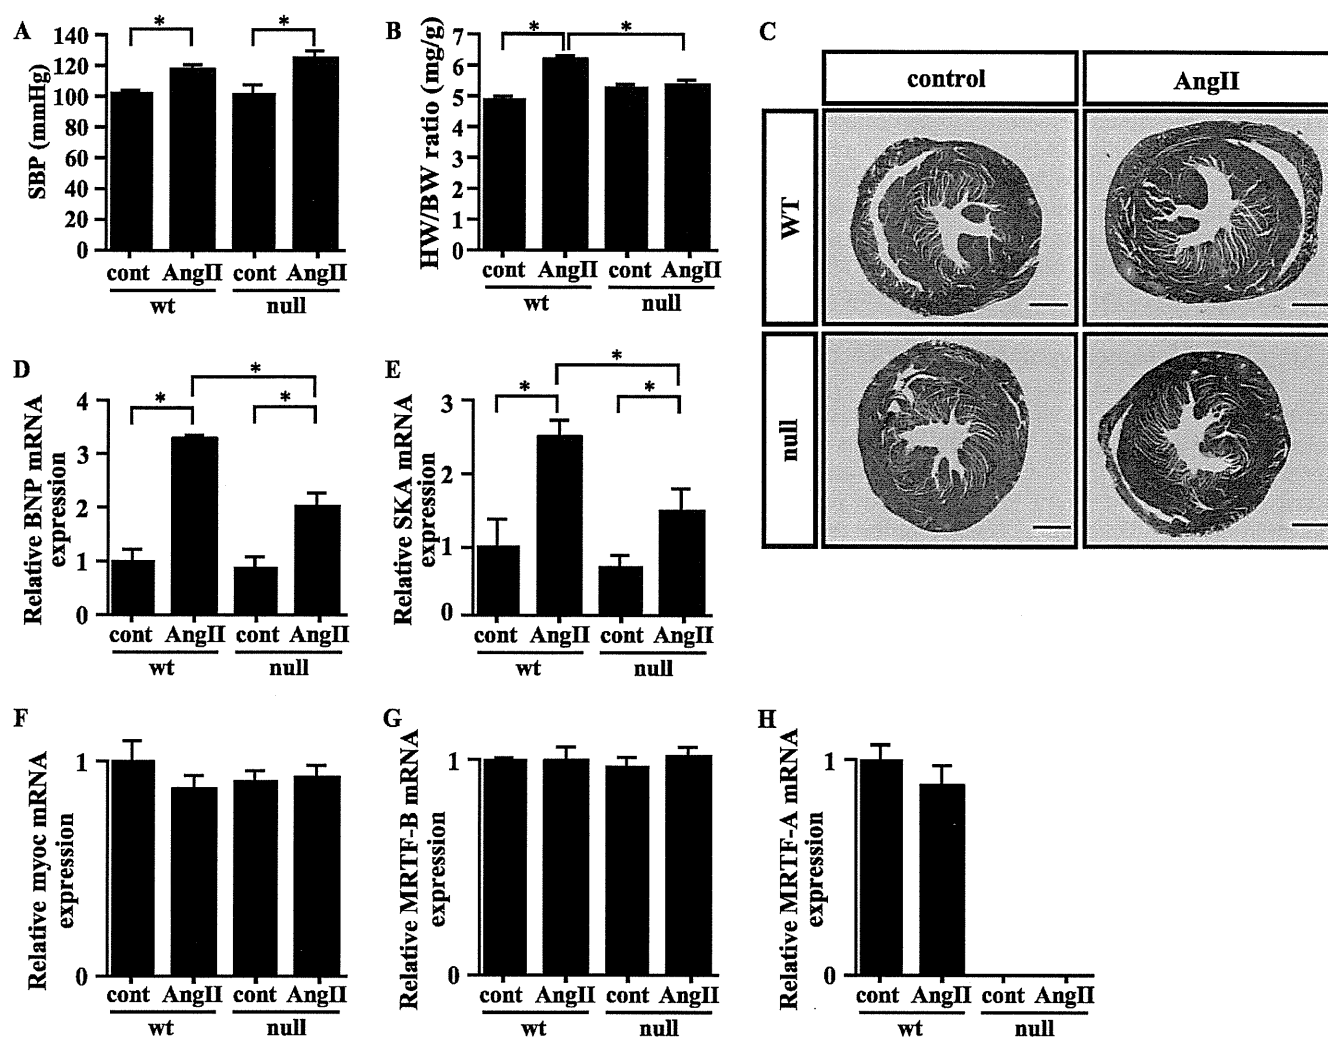 A
SBP (mmHg)
140
120
100
80
60
40
20
0
* *
cont AngII cont AngII
wt null
B
HW/BW ratio (mg/g)
7
6
5
4
3
2
1
0
* *
cont AngII cont AngII
wt null
C
control AngII
WT
null
D
Relative BNP mRNA
expression
4
3
2
1
0
*
* *
cont AngII cont AngII
wt null
E
Relative SKA mRNA
expression
3
2
1
0
*
* *
cont AngII cont AngII
wt null
F
Relative myoc mRNA
expression
1
0
cont AngII cont AngII
wt null
G
Relative MRTF-B mRNA
expression
1
0
cont AngII cont AngII
wt null
H
Relative MRTF-A mRNA
expression
1
0
cont AngII cont AngII
wt null